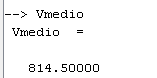 --> Vmedio
Vmedio  =
814.50000